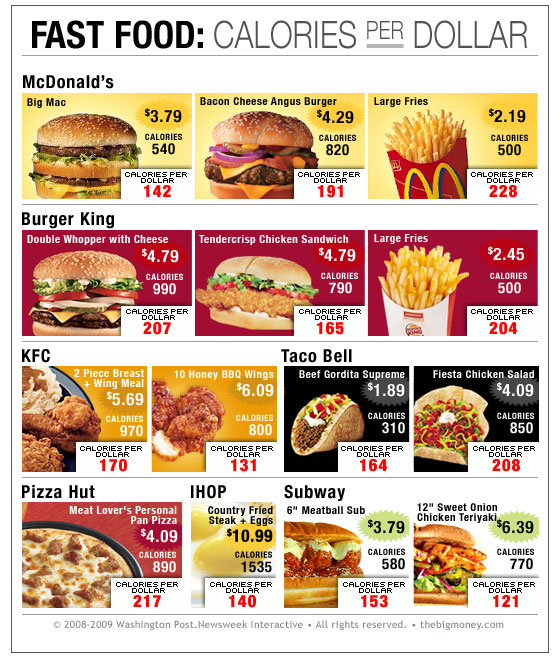 FAST FOOD: CALORIES PER DOLLAR
McDonald's
Big Mac
$3.79
CALORIES
540
CALORIES PER
DOLLAR
142
Bacon Cheese Angus Burger
$4.29
CALORIES
820
CALORIES PER
DOLLAR
191
Large Fries
$2.19
CALORIES
500
CALORIES PER
DOLLAR
228
Burger King
Double Whopper with Cheese
$4.79
CALORIES
990
CALORIES PER
DOLLAR
207
Tendercrisp Chicken Sandwich
$4.79
CALORIES
790
CALORIES PER
DOLLAR
165
Large Fries
$2.45
CALORIES
500
BURGER
KING
CALORIES PER
DOLLAR
204
KFC
2 Piece Breast
+ Wing Meal
$5.69
CALORIES
970
CALORIES PER
DOLLAR
170
10 Honey BBQ Wings
$6.09
CALORIES
800
CALORIES PER
DOLLAR
131
Taco Bell
Beef Gordita Supreme
$1.89
CALORIES
310
CALORIES PER
DOLLAR
164
Fiesta Chicken Salad
$4.09
CALORIES
850
CALORIES PER
DOLLAR
208
Pizza Hut
Meat Lover's Personal
Pan Pizza
$4.09
CALORIES
890
CALORIES PER
DOLLAR
217
IHOP
Country Fried
Steak + Eggs
$10.99
CALORIES
1535
CALORIES PER
DOLLAR
140
Subway
6" Meatball Sub
$3.79
CALORIES
580
CALORIES PER
DOLLAR
153
12" Sweet Onion
Chicken Teriyaki
$6.39
CALORIES
770
CALORIES PER
DOLLAR
121
© 2008-2009 Washington Post.Newsweek Interactive • All rights reserved. • thebigmoney.com